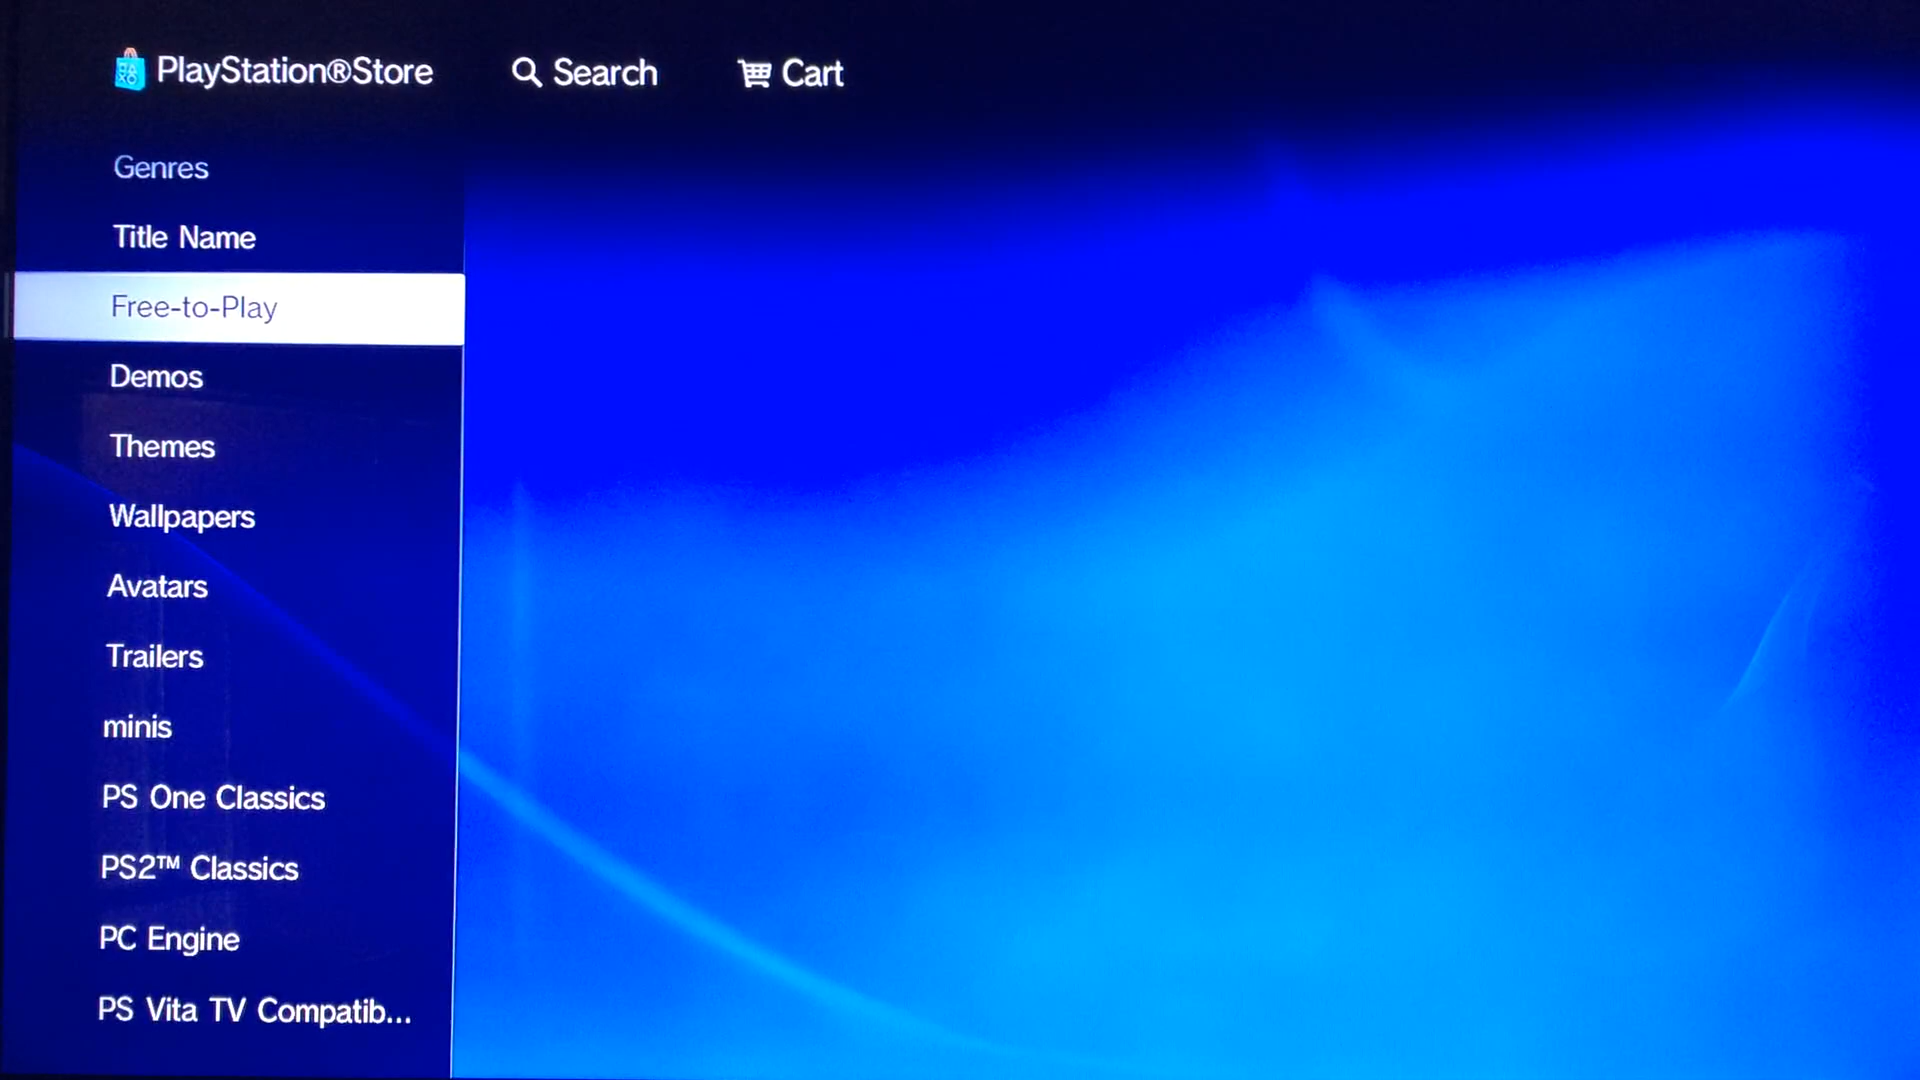 PlayStation®Store
Search
Cart
Genres
Title Name
Free-to-Play
Demos
Themes
Wallpapers
Avatars
Trailers
minis
PS One Classics
PS2™ Classics
PC Engine
PS Vita TV Compatib...